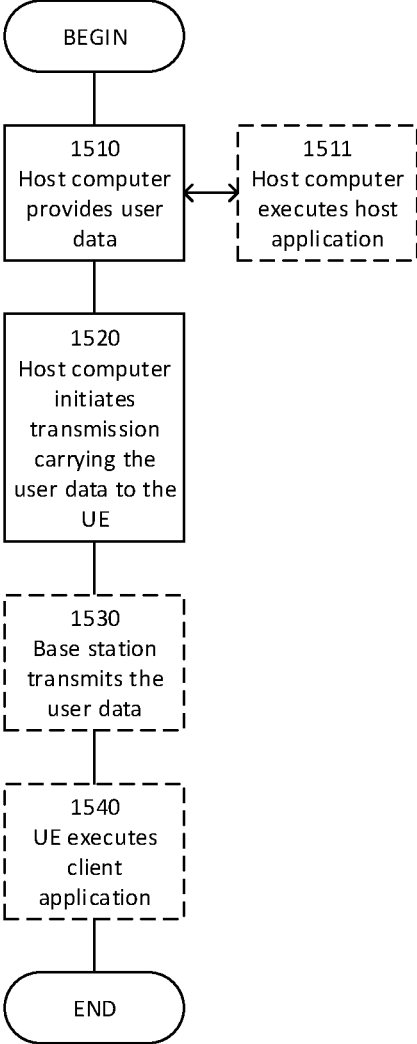 BEGIN
1510
Host computer
provides user
data
1511
Host computer
executes host
application
1520
Host computer
initiates
transmission
carrying the
user data to the
UE
1530
Base station
transmits the
user data
1540
UE executes
client
application
END